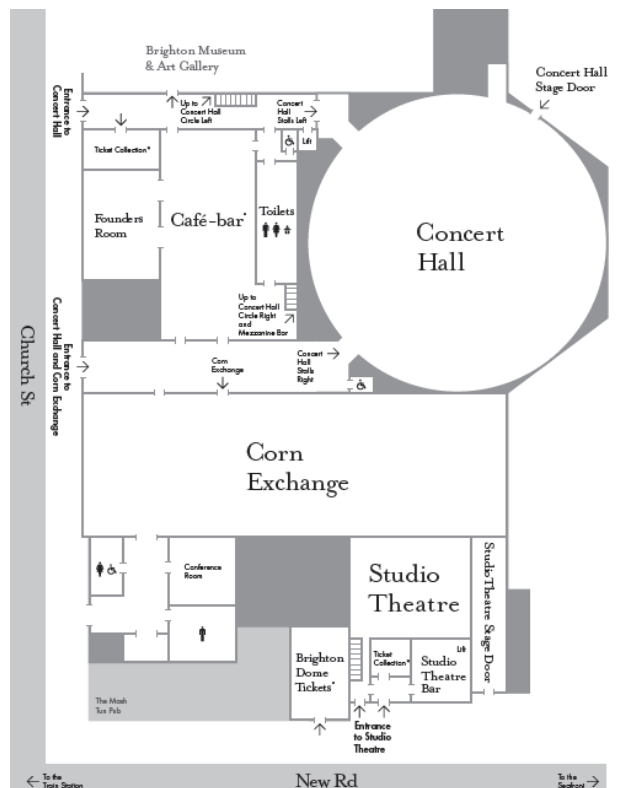 Brighton Museum
& Art Gallery
Concert Hall
Stage Door
Entrance to
Concert Hall
Up to
Concert Hall
Circle Left
Concert
Hall
Stalls Left
Ticket Collection*
Lift
Founders
Room
Café-bar*
Toilets
Concert
Hall
Up to
Concert Hall
Circle Right
and
Mezzanine Bar
Church St
Entrance to
Concert Hall and Corn Exchange
Corn
Exchange
Concert
Hall
Stalls
Right
Corn
Exchange
Conference
Room
Studio
Theatre
Studio Theatre Stage Door
Brighton
Dome
Tickets*
Ticket
Collection*
Lift
Studio
Theatre
Bar
The Mash
Tun Pub
Entrance
to Studio
Theatre
To the
Train Station
New Rd
To the
Seafront